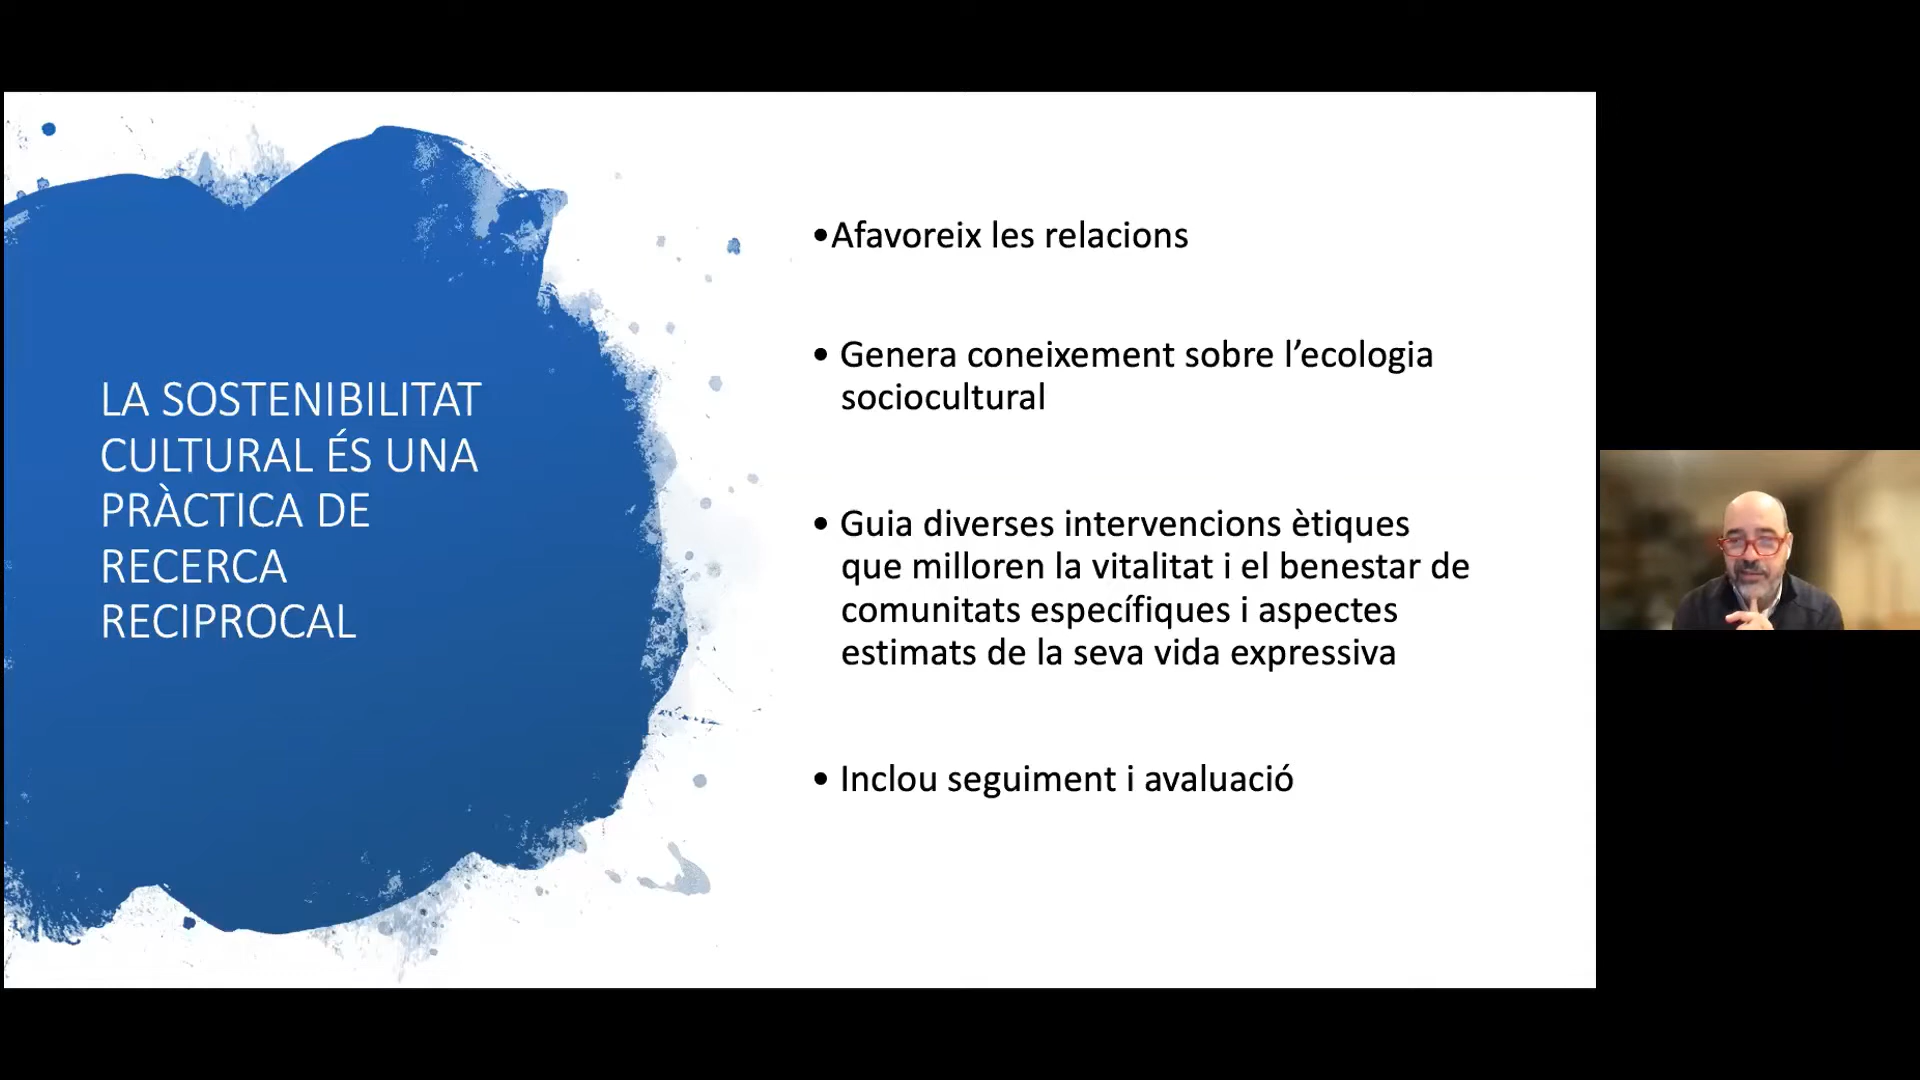 LA SOSTENIBILITAT
CULTURAL ÉS UNA
PRÀCTICA DE
RECERCA
RECIPROCAL
•Afavoreix les relacions
• Genera coneixement sobre l’ecologia
sociocultural
• Guia diverses intervencions ètiques
que milloren la vitalitat i el benestar de
comunitats específiques i aspectes
estimats de la seva vida expressiva
• Inclou seguiment i avaluació